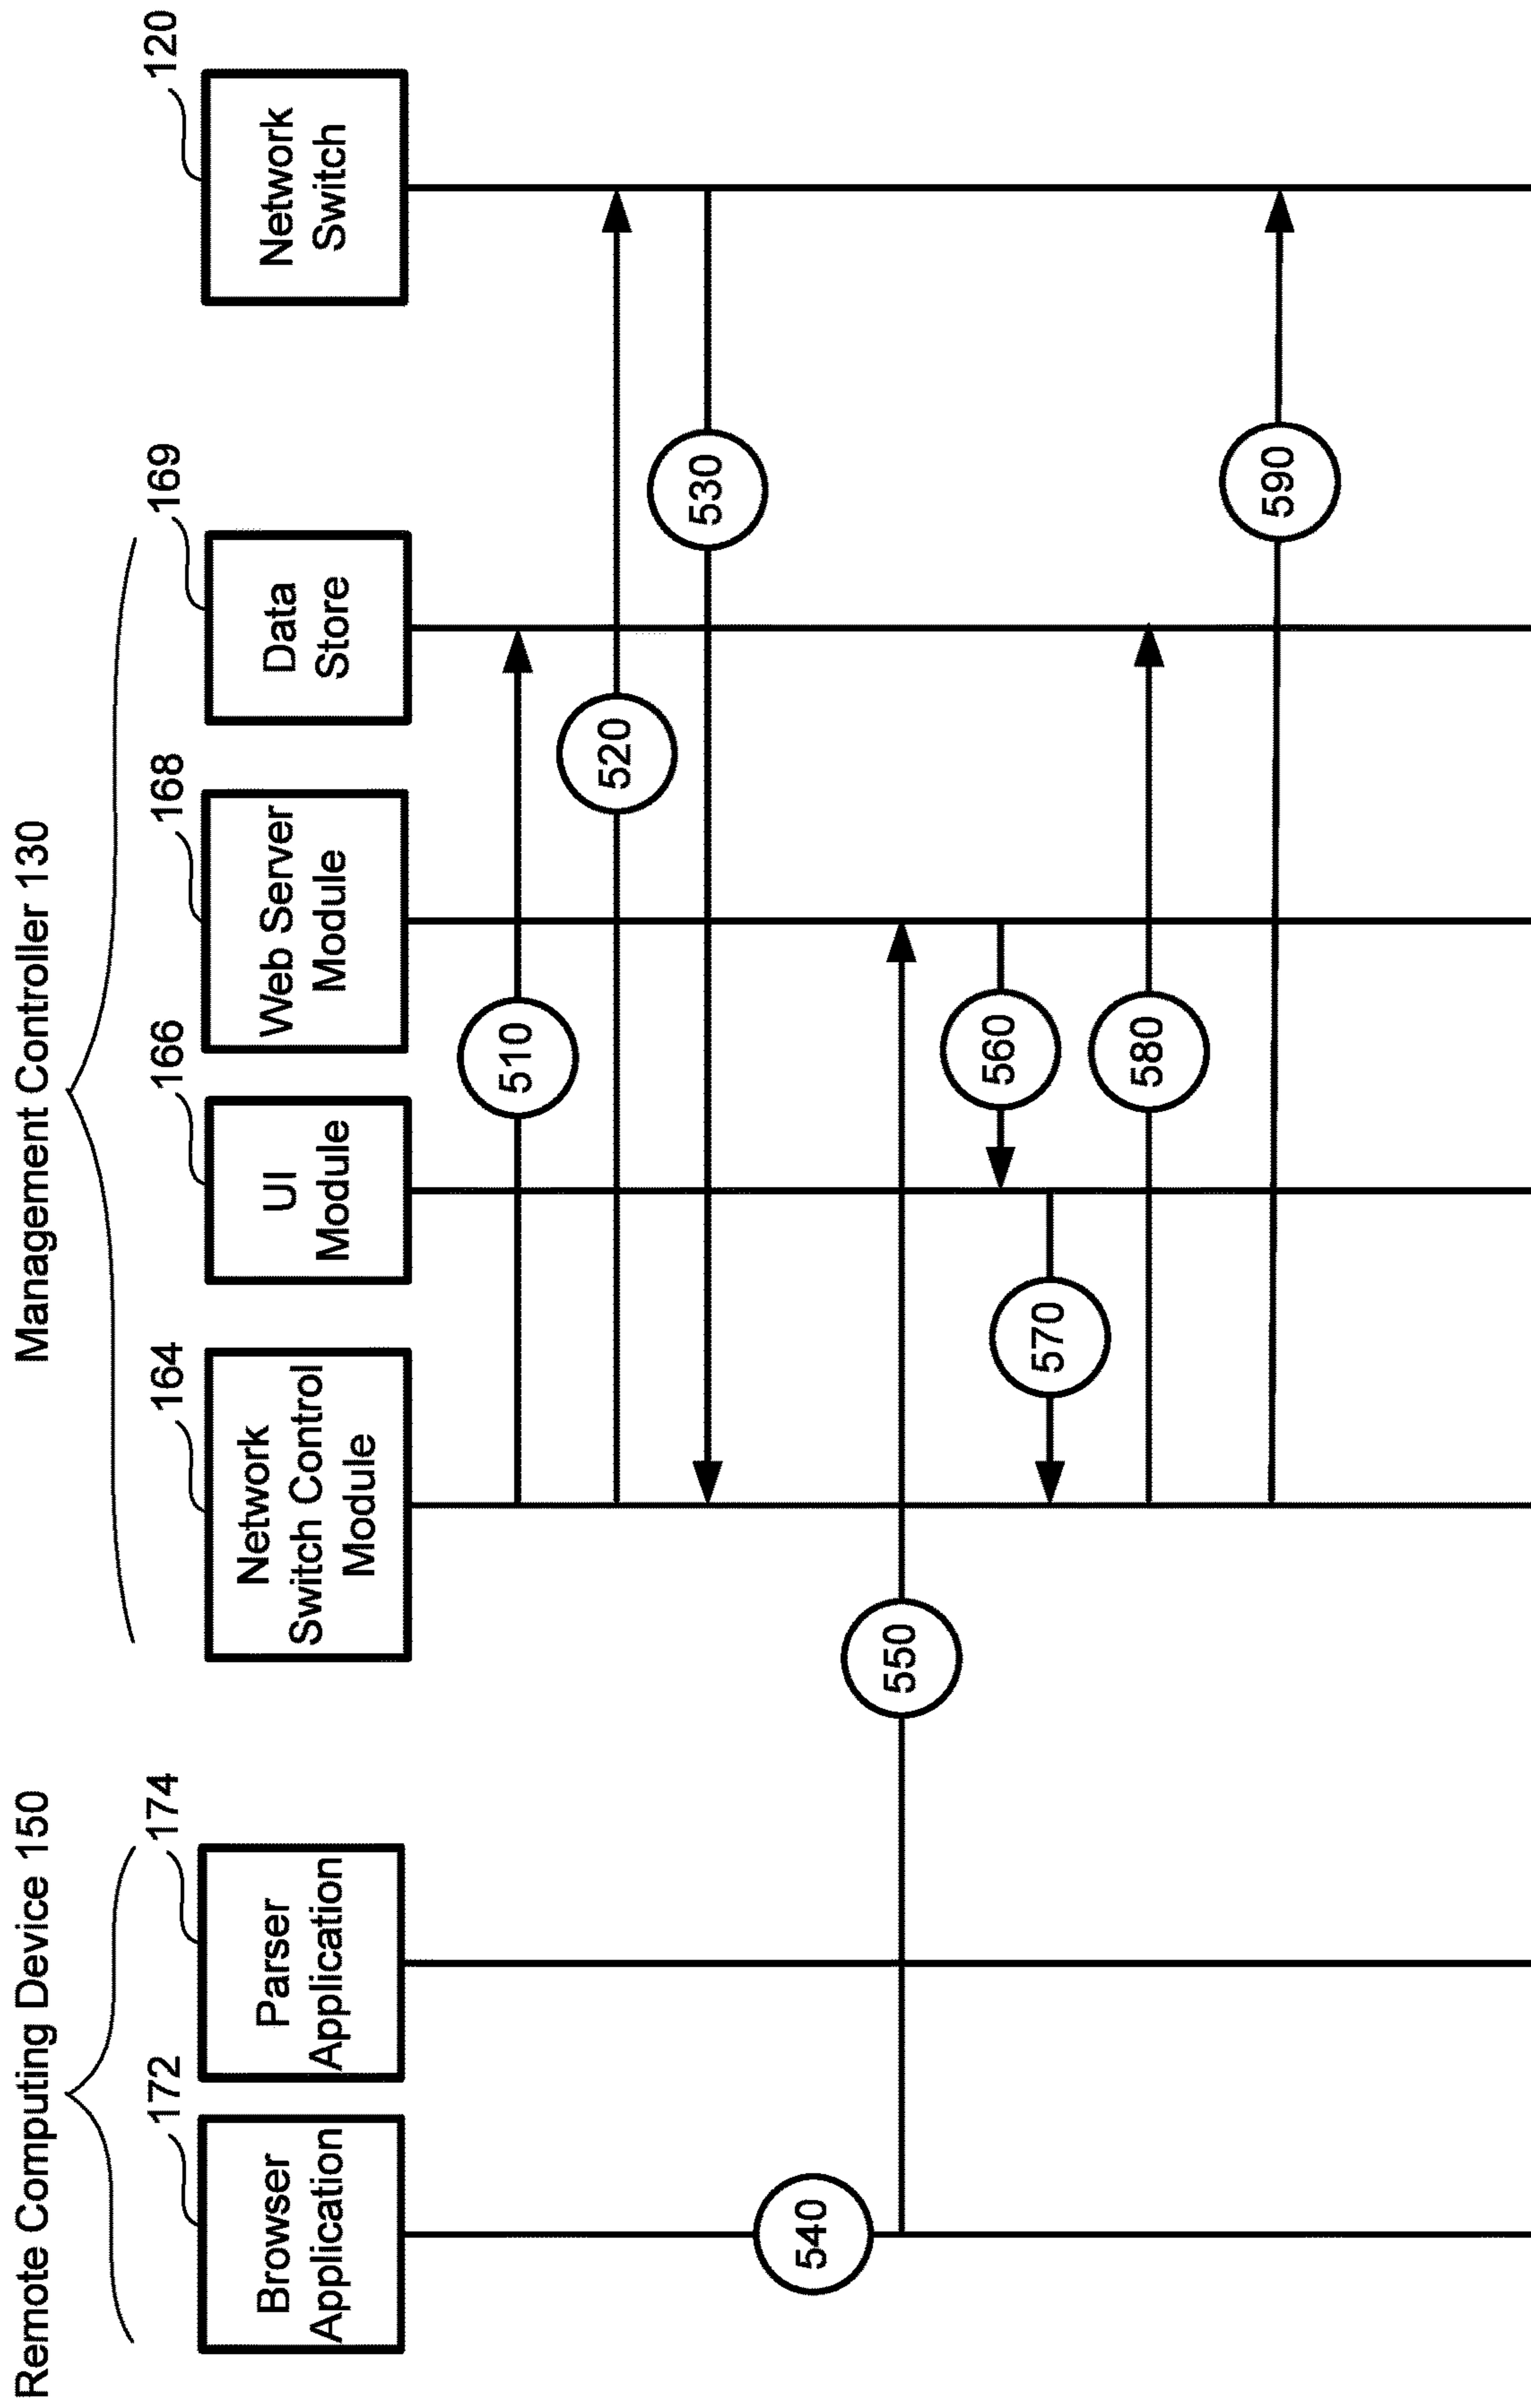 Remote Computing Device 150
Management Controller 130
172
174
164
166
168
169
120
Browser
Application
Parser
Application
Network
Switch Control
Module
UI
Module
Web Server
Module
Data
Store
Network
Switch
510
520
530
540
550
560
570
580
590